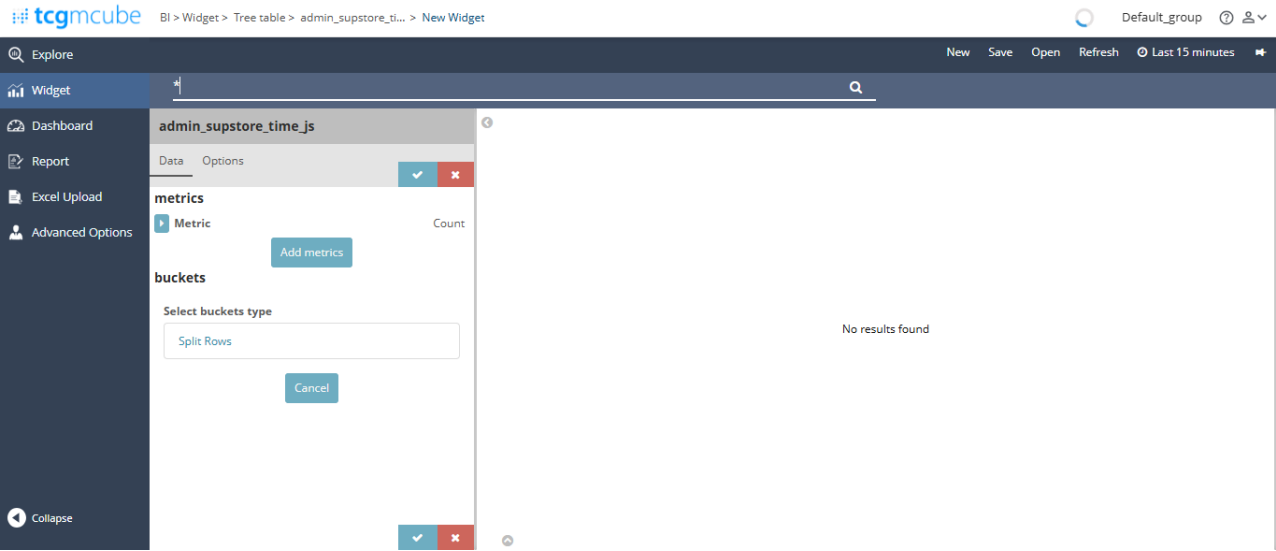 tcgmcube BI > Widget > Tree table > admin_supstore_ti... > New Widget Default_group
Explore New Save Open Refresh Last 15 minutes
Widget *
Dashboard admin_supstore_time_js
Data Options
Report
metrics
Excel Upload
Metric Count
Advanced Options
Add metrics
buckets
Select buckets type
Split Rows
No results found
Cancel
Collapse